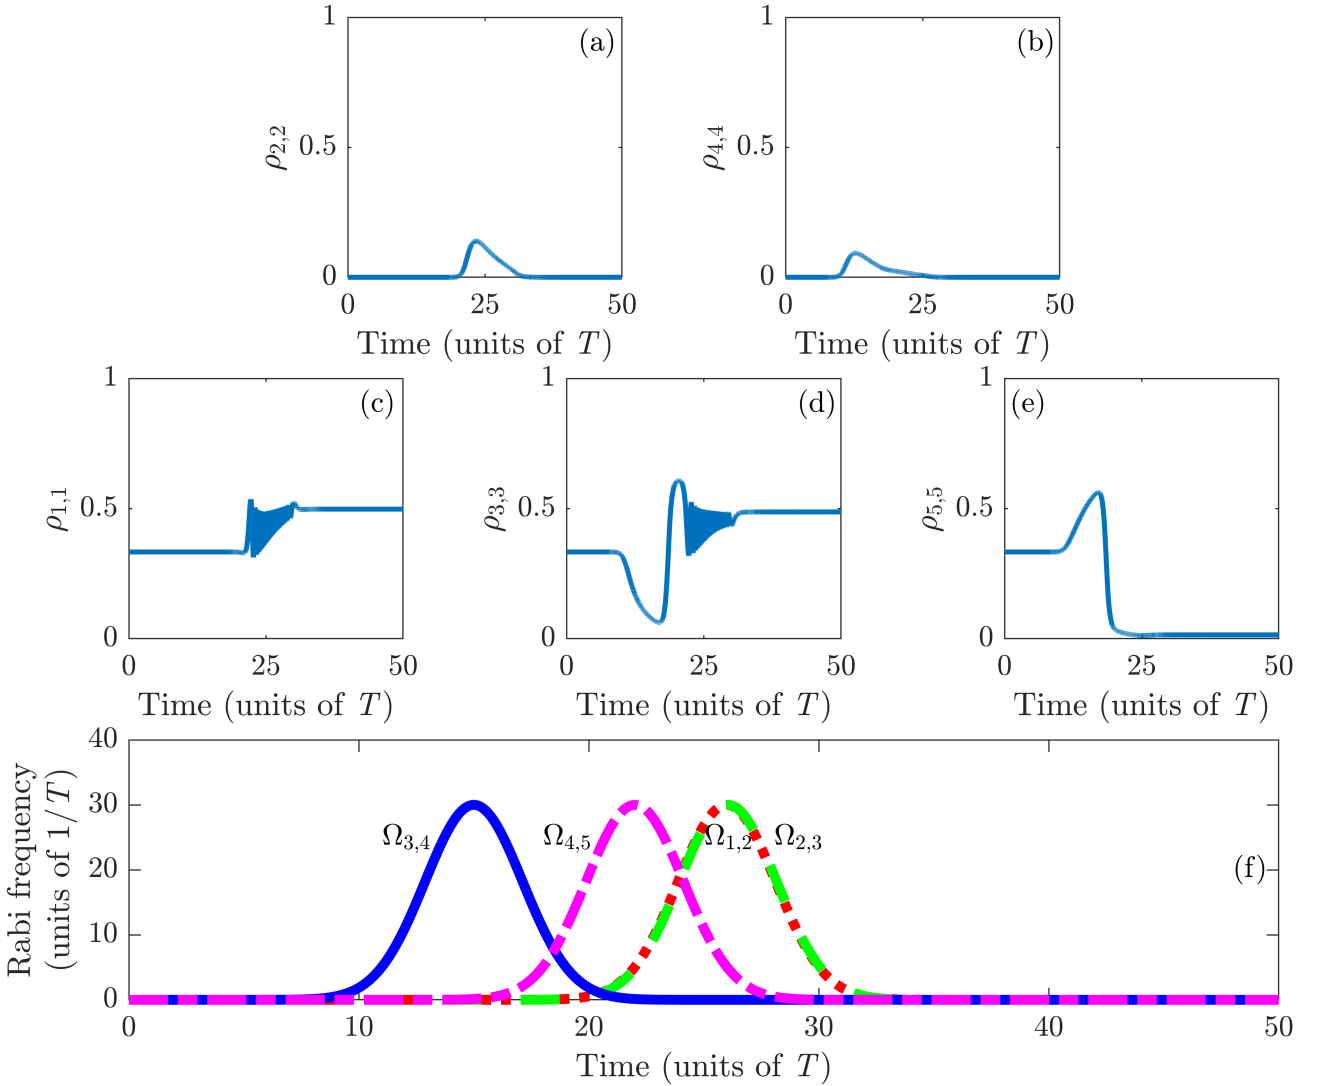 (a)
ρ2,2
1
0.5
0
0 25 50
Time (units of T)
(b)
ρ4,4
1
0.5
0
0 25 50
Time (units of T)
(c)
ρ1,1
1
0.5
0
0 25 50
Time (units of T)
(d)
ρ3,3
1
0.5
0
0 25 50
Time (units of T)
(e)
ρ5,5
1
0.5
0
0 25 50
Time (units of T)
Rabi frequency
(units of 1/T)
40
30
20
10
0
Ω3,4 Ω4,5 Ω1,2 Ω2,3
(f)
0 10 20 30 40 50
Time (units of T)